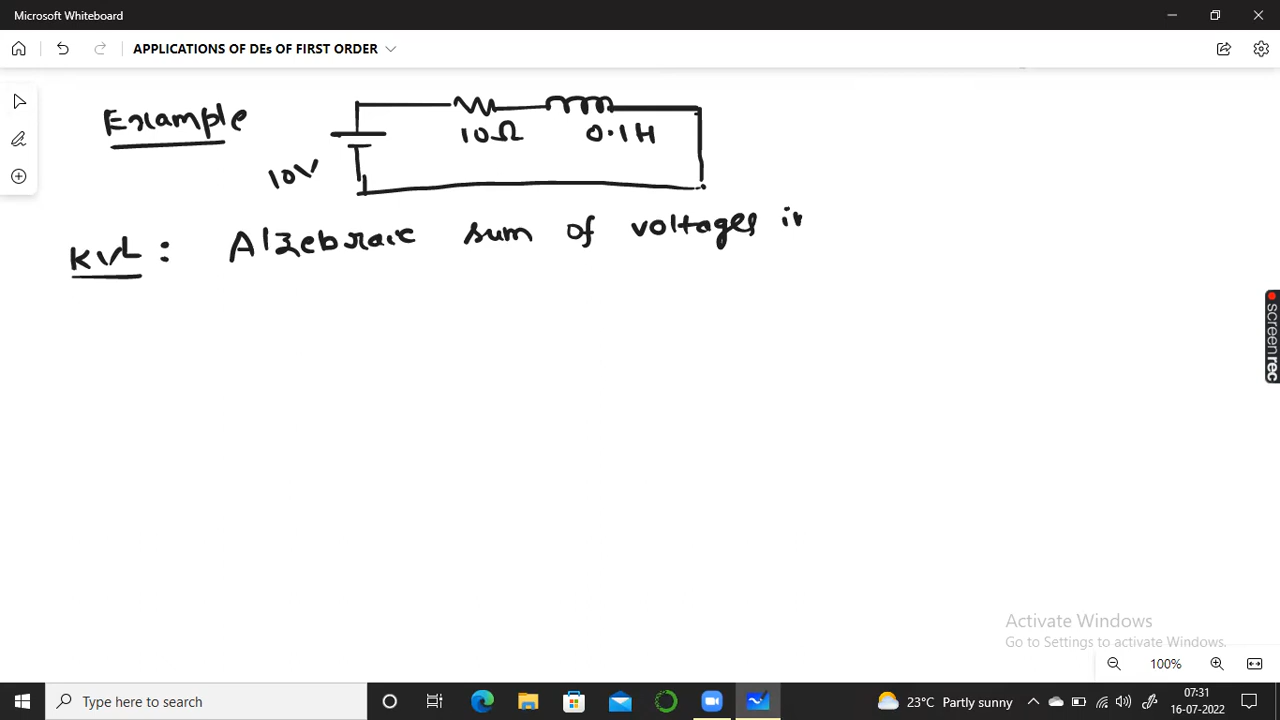 Microsoft Whiteboard
APPLICATIONS OF DEs OF FIRST ORDER
Example
10Ω 0.1H
10V
KVL : Algebraic sum of voltages in
screenrec
Activate Windows
Go to Settings to activate Windows.
100%
Type here to search
23°C Partly sunny
07:31
16-07-2022